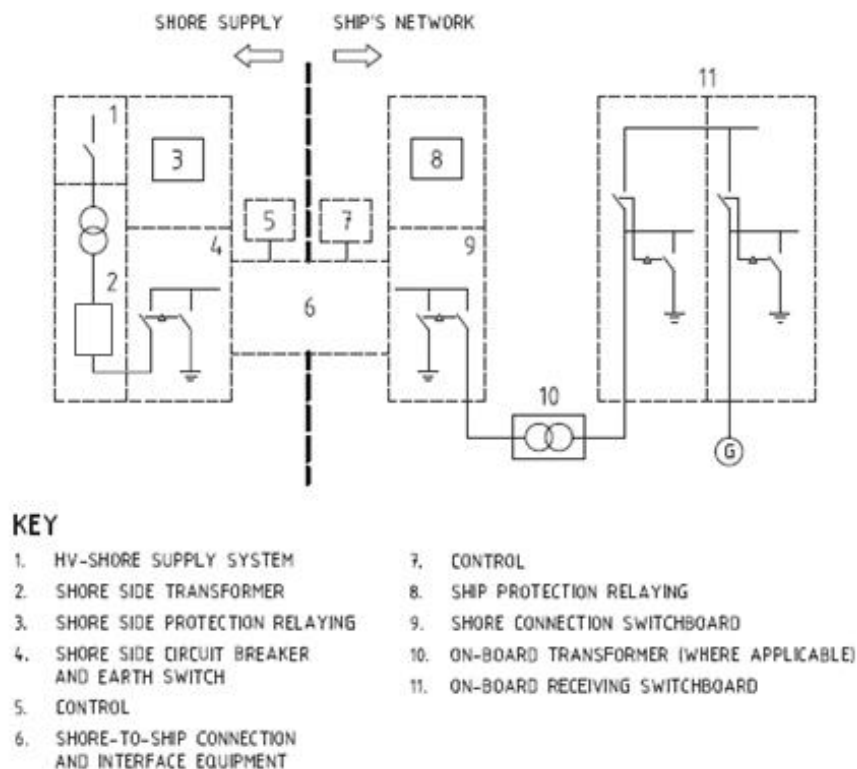 SHORE SUPPLY
SHIP'S NETWORK
1
3
8
11
5
7
4
9
2
6
10
G
KEY
1. HV-SHORE SUPPLY SYSTEM
2. SHORE SIDE TRANSFORMER
3. SHORE SIDE PROTECTION RELAYING
4. SHORE SIDE CIRCUIT BREAKER
AND EARTH SWITCH
5. CONTROL
6. SHORE-TO-SHIP CONNECTION
AND INTERFACE EQUIPMENT
7. CONTROL
8. SHIP PROTECTION RELAYING
9. SHORE CONNECTION SWITCHBOARD
10. ON-BOARD TRANSFORMER (WHERE APPLICABLE)
11. ON-BOARD RECEIVING SWITCHBOARD